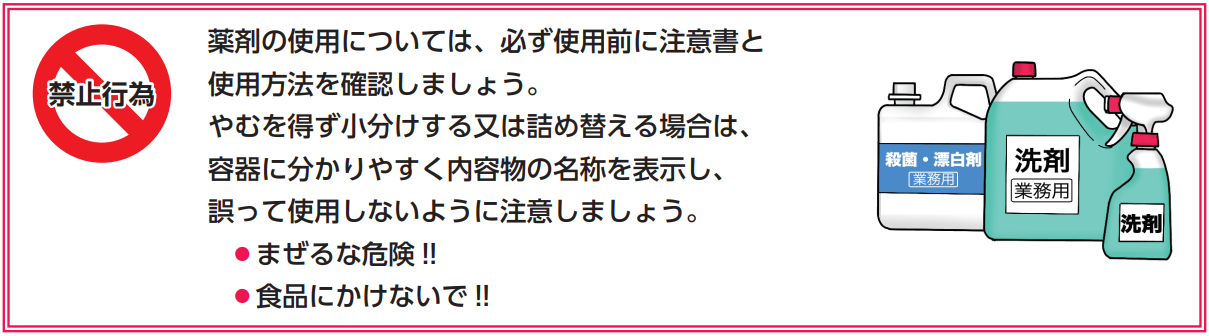 禁止行為
薬剤の使用については、必ず使用前に注意書と
使用方法を確認しましょう。
やむを得ず小分けする又は詰め替える場合は、
容器に分かりやすく内容物の名称を表示し、
誤って使用しないように注意しましょう。
●まぜるな危険!!
●食品にかけないで!!
殺菌・漂白剤
業務用
洗剤
業務用
洗剤